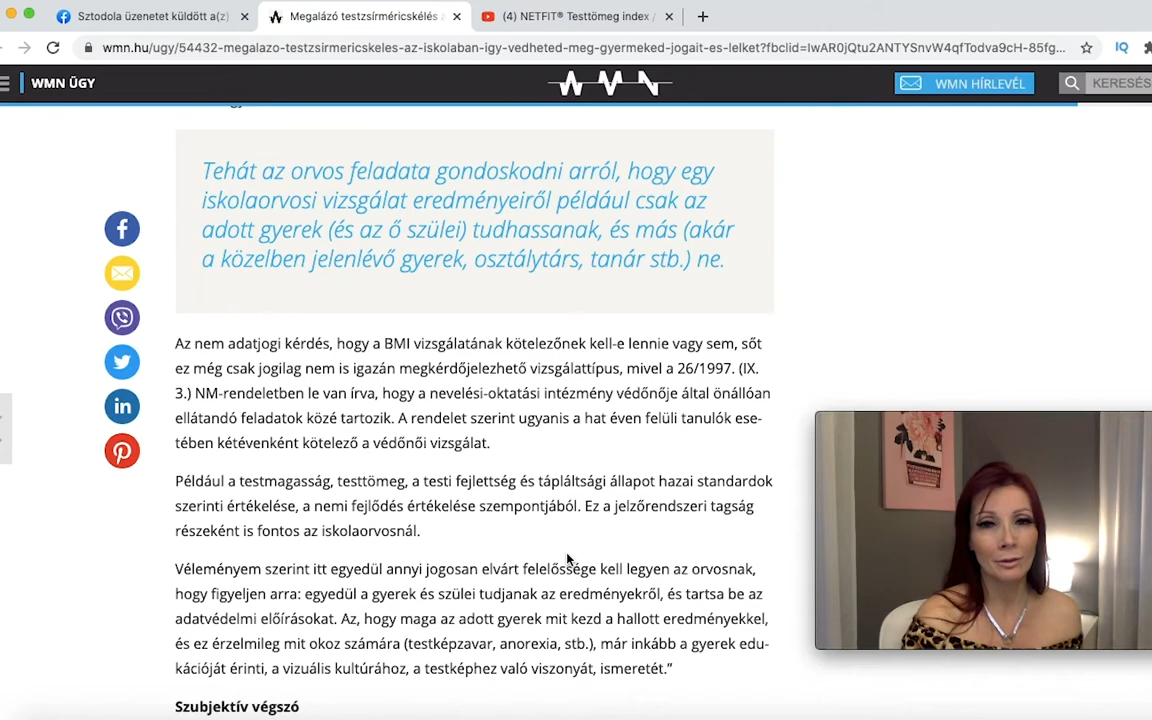 Sztodola üzenetet küldött a(z)
Megalázó testzsírméricskélés
(4) NETFIT® Testtömeg index /
wmn.hu/ugy/54432-megalazo-testzsirmericskeles-az-iskolaban-igy-vedheted-meg-gyermeked-jogait-es-lelket?fbclid=IwAR0jQtu2ANTYSnvW4qfTodva9cH-85fg...
IQ
WMN ÜGY
WMN
WMN HÍRLEVÉL
KERESÉS
Tehát az orvos feladata gondoskodni arról, hogy egy
iskolaorvosi vizsgálat eredményeiről például csak az
adott gyerek (és az ő szülei) tudhassanak, és más (akár
a közelben jelenlévő gyerek, osztálytárs, tanár stb.) ne.
Az nem adatjogi kérdés, hogy a BMI vizsgálatának kötelezőnek kell-e lennie vagy sem, sőt
ez még csak jogilag nem is igazán megkérdőjelezhető vizsgálattípus, mivel a 26/1997. (IX.
3.) NM-rendeletben le van írva, hogy a nevelési-oktatási intézmény védőnője által önállóan
ellátandó feladatok közé tartozik. A rendelet szerint ugyanis a hat éven felüli tanulók ese-
tében kétévenként kötelező a védőnői vizsgálat.
Például a testmagasság, testtömeg, a testi fejlettség és tápláltsági állapot hazai standardok
szerinti értékelése, a nemi fejlődés értékelése szempontjából. Ez a jelzőrendszeri tagság
részeként is fontos az iskolaorvosnál.
Véleményem szerint itt egyedül annyi jogosan elvárt felelőssége kell legyen az orvosnak,
hogy figyeljen arra: egyedül a gyerek és szülei tudjanak az eredményekről, és tartsa be az
adatvédelmi előírásokat. Az, hogy maga az adott gyerek mit kezd a hallott eredményekkel,
és ez érzelmileg mit okoz számára (testképzavar, anorexia, stb.), már inkább a gyerek edu-
kációját érinti, a vizuális kultúrához, a testképhez való viszonyát, ismeretét.”
Szubjektív végszó